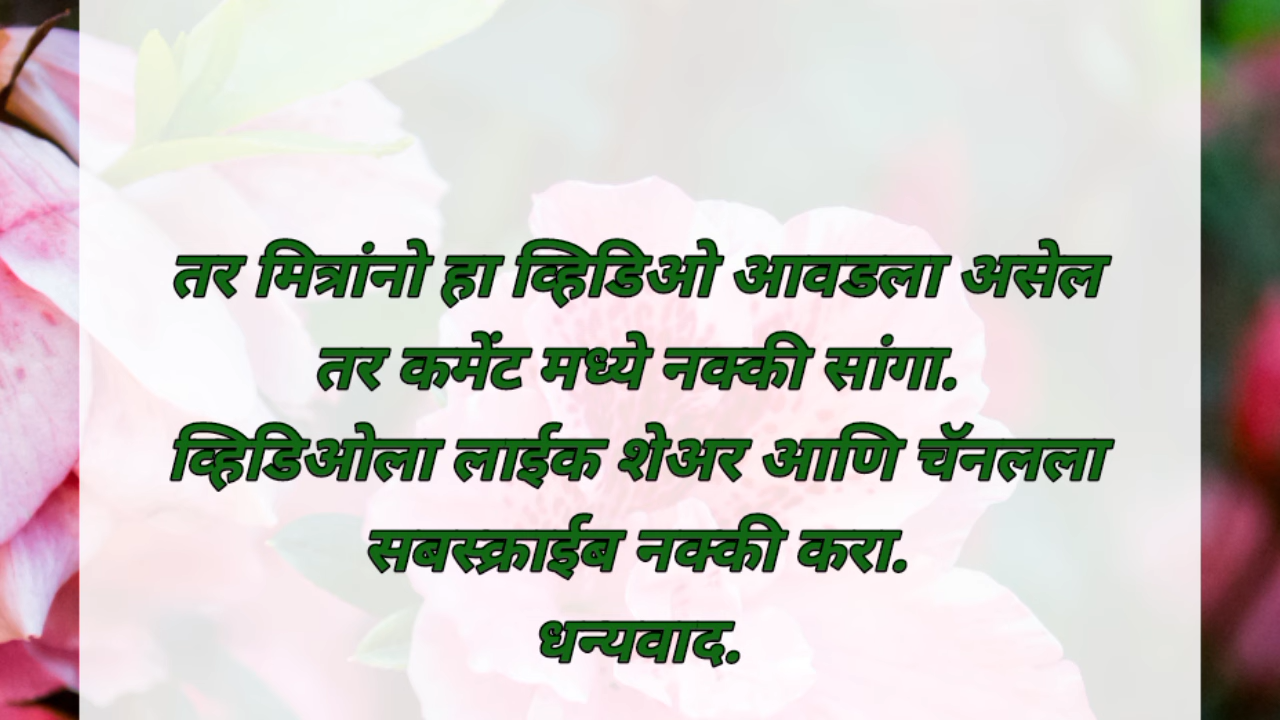 तर मित्रांनो हा व्हिडिओ आवडला असेल
तर कमेंट मध्ये नक्की सांगा.
व्हिडिओला लाईक शेअर आणि चॅनलला
सबस्क्राईब नक्की करा.
धन्यवाद.